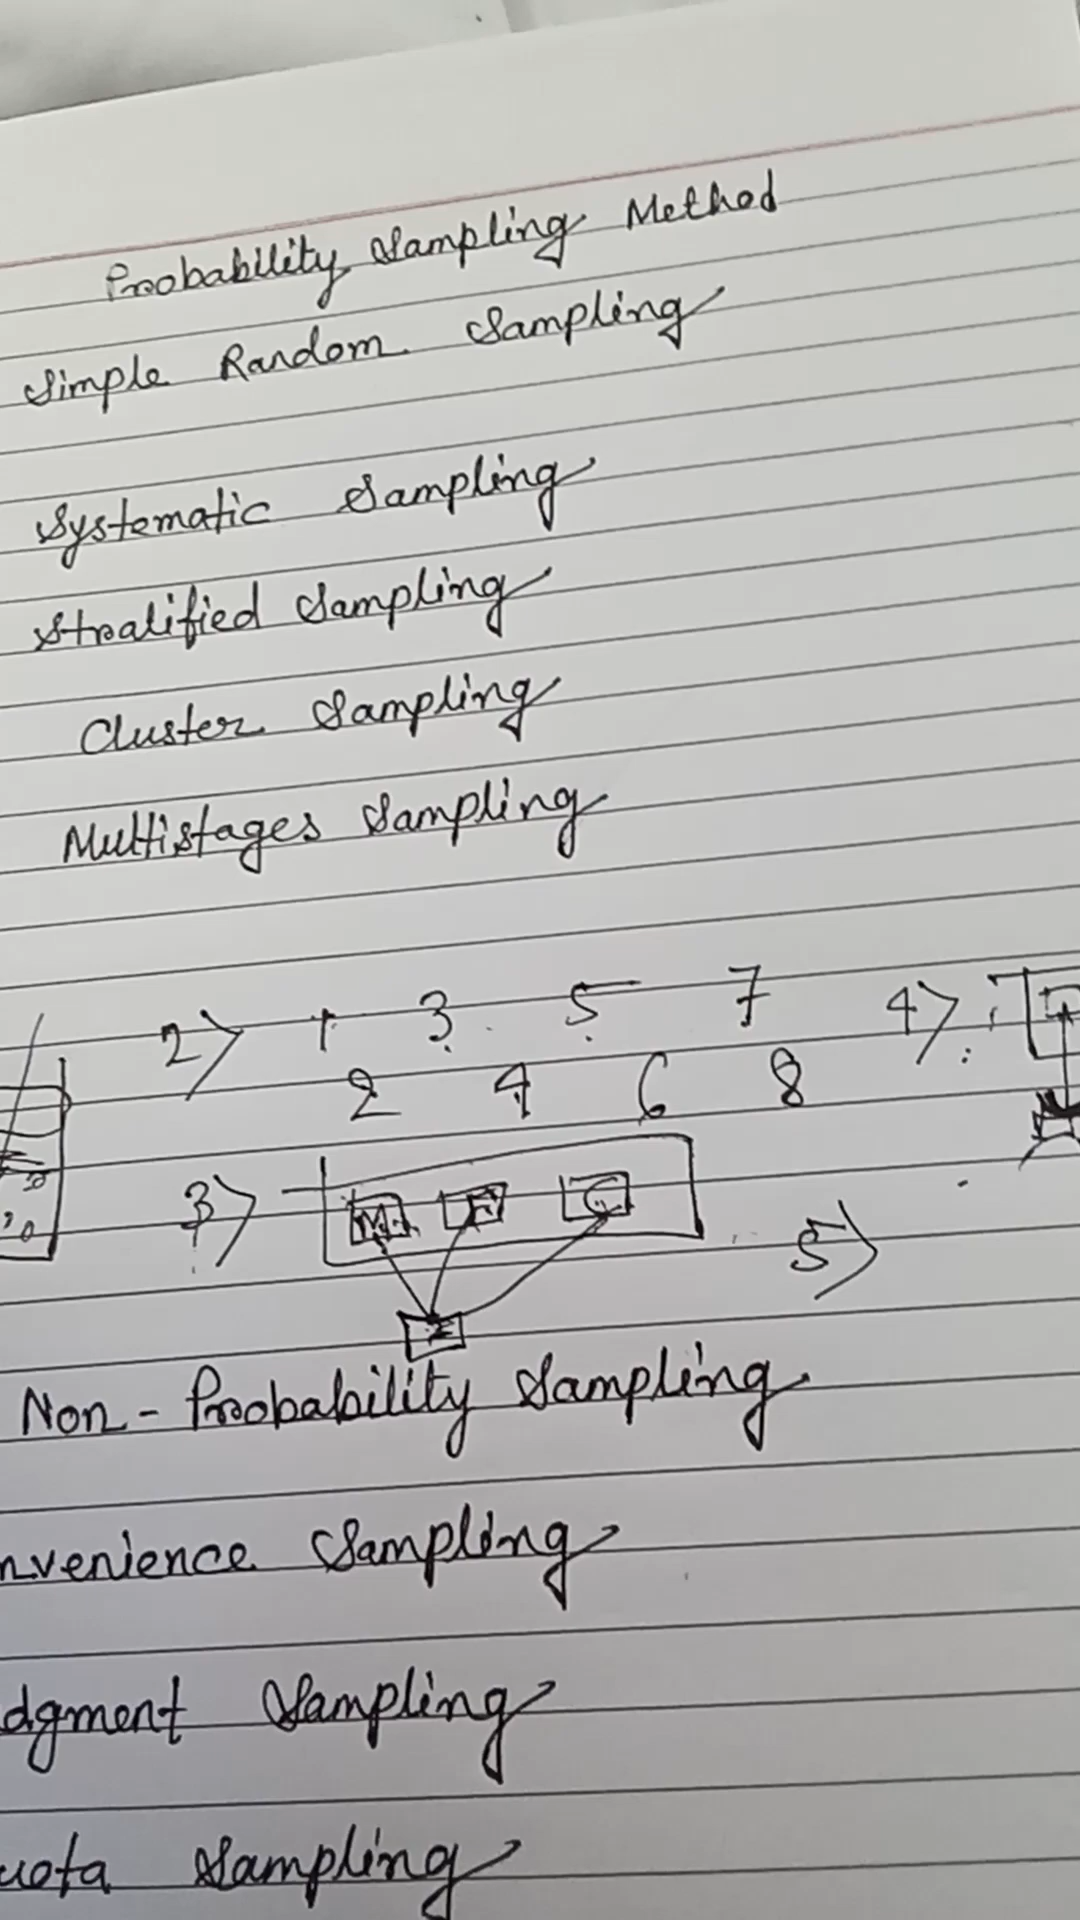 Probability Sampling Method
Simple Random Sampling
Systematic Sampling
Stratified Sampling
Cluster Sampling
Multistages Sampling
2) 1 3 5 7 4)
2 4 6 8
3) M F C
5)
Non-Probability Sampling
nvenience Sampling
dgment Sampling
uota Sampling